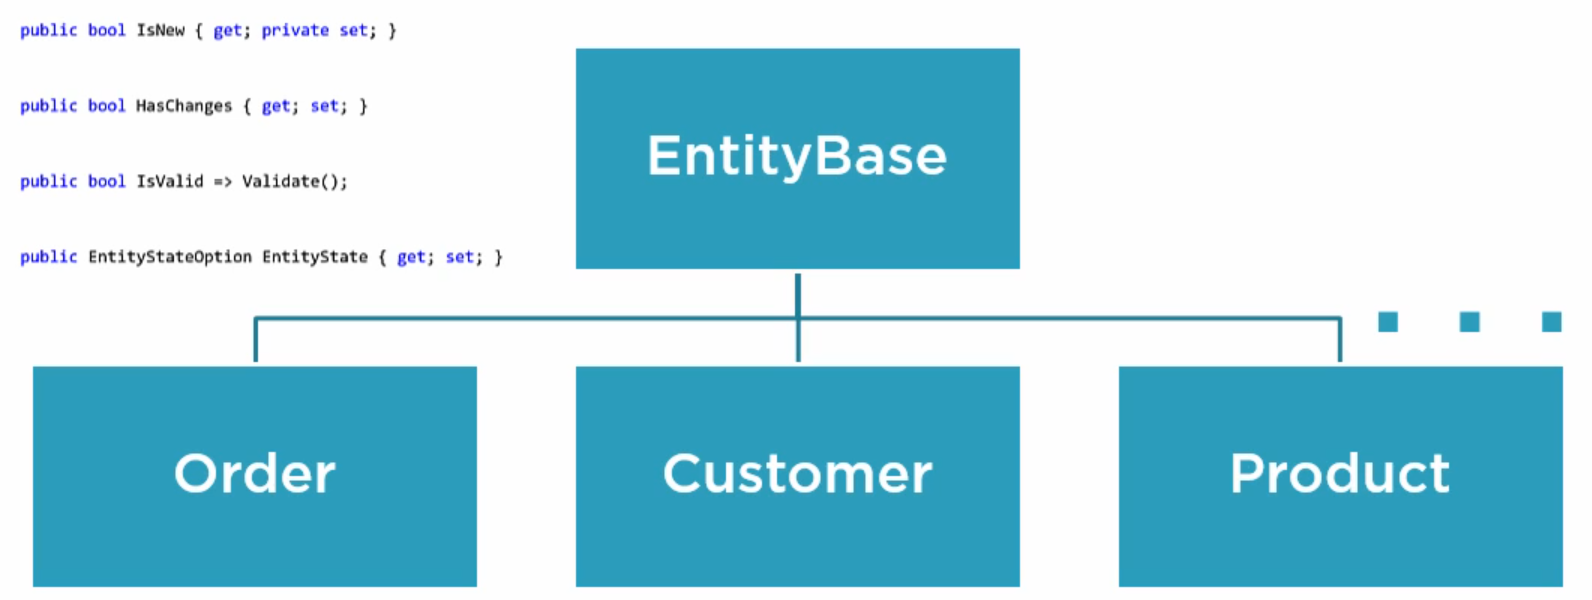 public bool IsNew { get; private set; }
public bool HasChanges { get; set; }
public bool IsValid => Validate();
public EntityStateOption EntityState { get; set; }
EntityBase
Order
Customer
Product